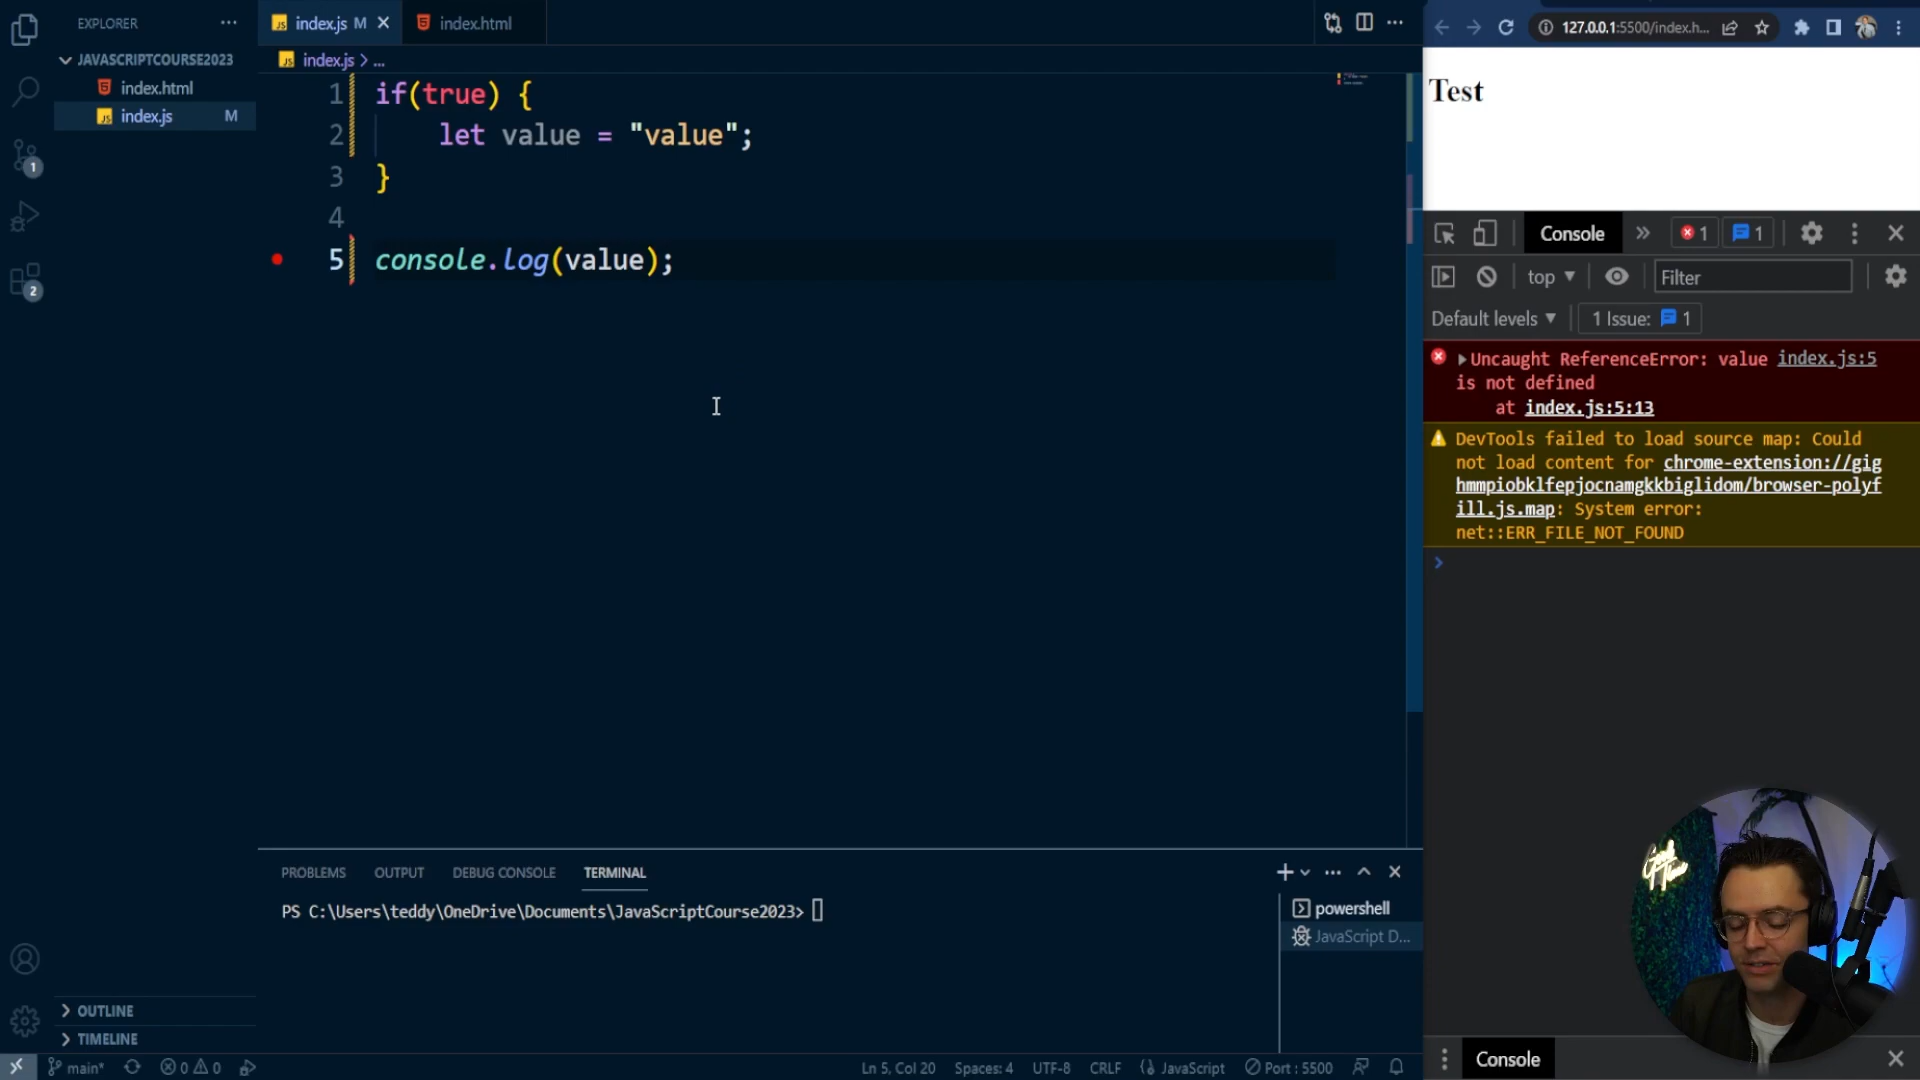 EXPLORER
JAVASCRIPTCOURSE2023
index.html
index.js M
1
2
OUTLINE
TIMELINE
index.js M
index.html
index.js > ...
1 if(true) {
2 let value = "value";
3 }
4
5 console.log(value);
PROBLEMS OUTPUT DEBUG CONSOLE TERMINAL
PS C:\Users\teddy\OneDrive\Documents\JavaScriptCourse2023>
powershell
JavaScript D...
main* 0 0 Ln 5, Col 20 Spaces: 4 UTF-8 CRLF JavaScript Port : 5500
127.0.0.1:5500/index.h...
Test
Console » 1 1
top Filter
Default levels 1 Issue: 1
Uncaught ReferenceError: value index.js:5
is not defined
at index.js:5:13
DevTools failed to load source map: Could
not load content for chrome-extension://gig
hmmpiobklfepjocnamgkkbiglidom/browser-polyf
ill.js.map: System error:
net::ERR_FILE_NOT_FOUND
Console